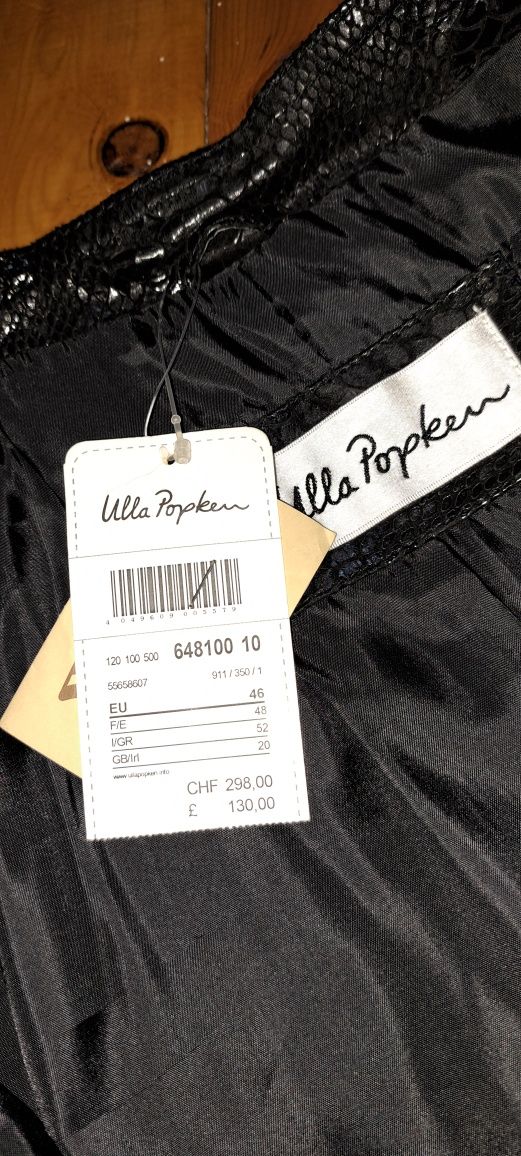 Ulla Popken
Ulla Popken
4 049609 005579
120 100 500 648100 10
55658607 911 / 350 / 1
EU 46
F/E 48
I/GR 52
GB/Irl 20
www.ullapopken.info
CHF 298,00
£ 130,00